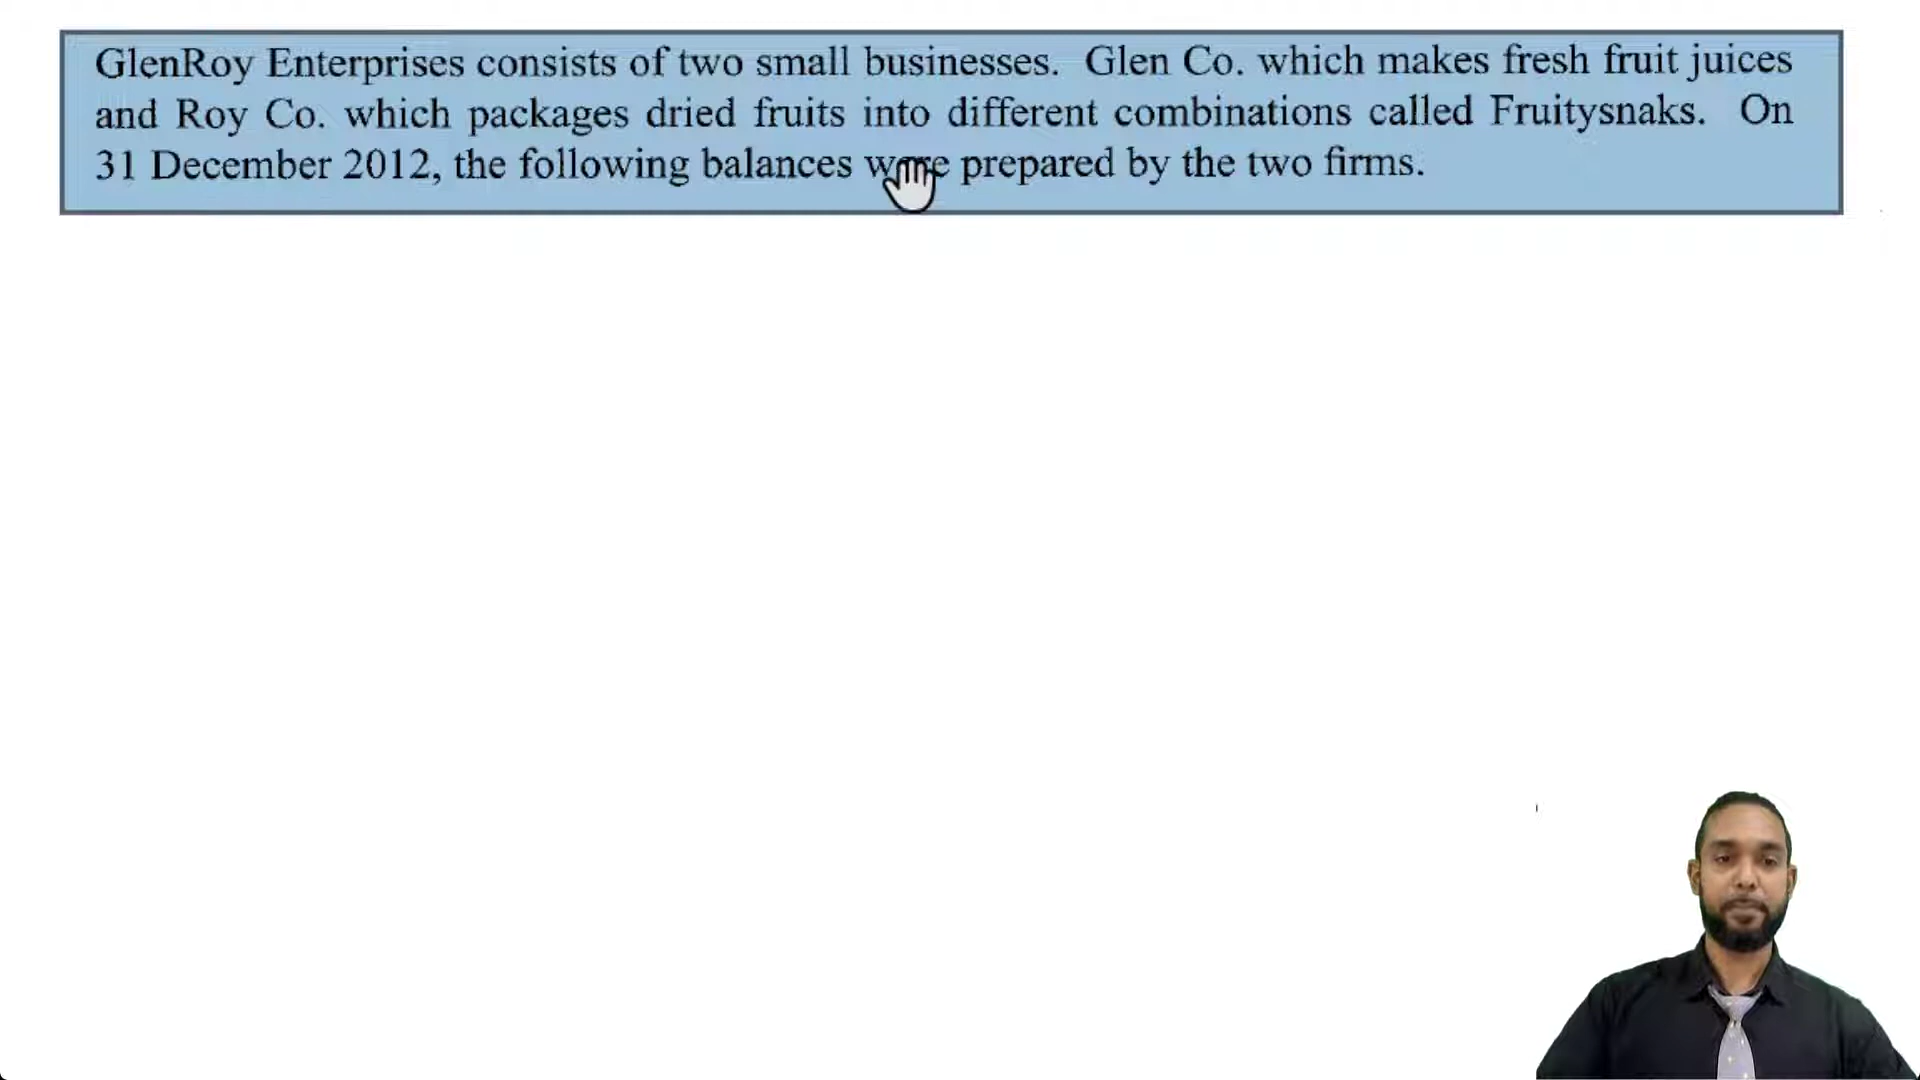 GlenRoy Enterprises consists of two small businesses. Glen Co. which makes fresh fruit juices
and Roy Co. which packages dried fruits into different combinations called Fruitysnaks. On
31 December 2012, the following balances were prepared by the two firms.